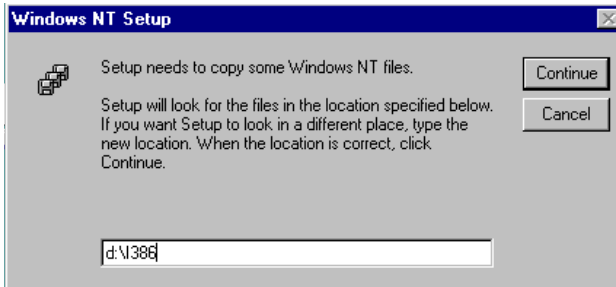 Windows NT Setup
Setup needs to copy some Windows NT files.
Continue
Setup will look for the files in the location specified below.
If you want Setup to look in a different place, type the
new location. When the location is correct, click
Continue.
Cancel
d:\I386